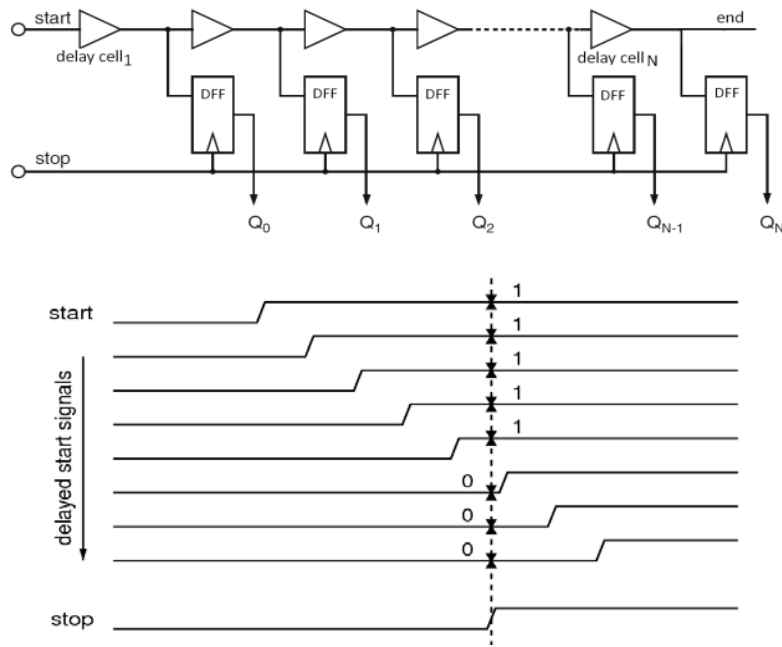 start end
delay cell1 delay cellN
DFF DFF DFF DFF DFF
stop
Q0 Q1 Q2 QN-1 QN
start 1
1
1
1
1
0
0
0
delayed start signals
stop